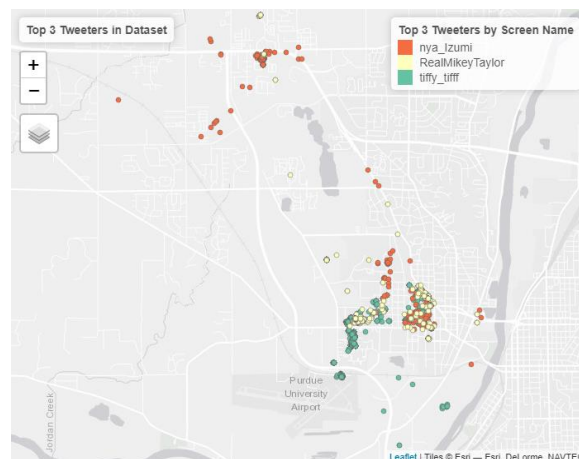 Top 3 Tweeters in Dataset
Top 3 Tweeters by Screen Name
nya_Izumi
RealMikeyTaylor
tiffy_tifff
+
−
Purdue
University
Airport
Jordan Creek
Leaflet | Tiles © Esri — Esri, DeLorme, NAVTEQ